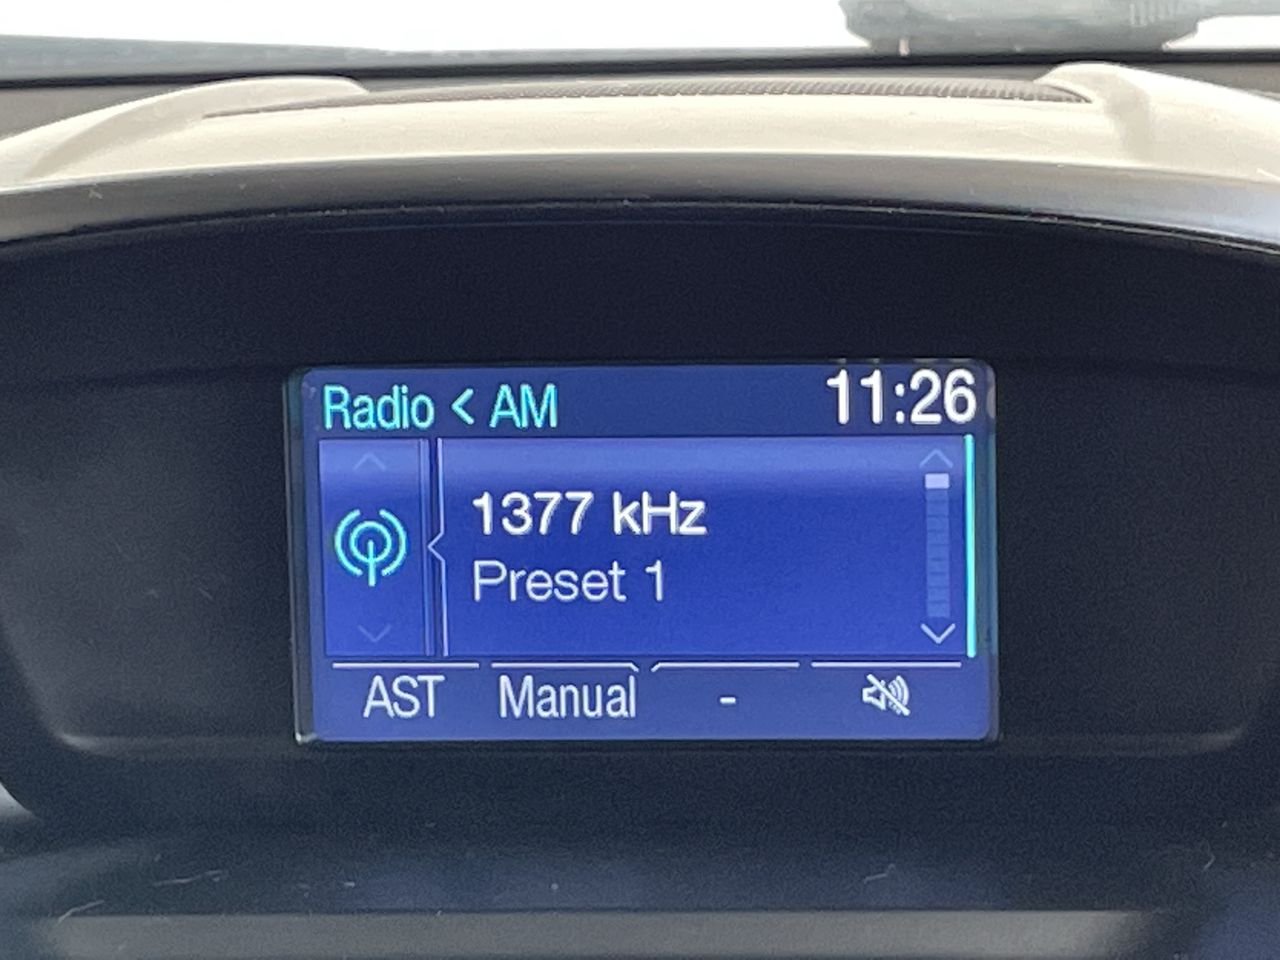 Radio < AM 11:26
1377 kHz
Preset 1
AST Manual -